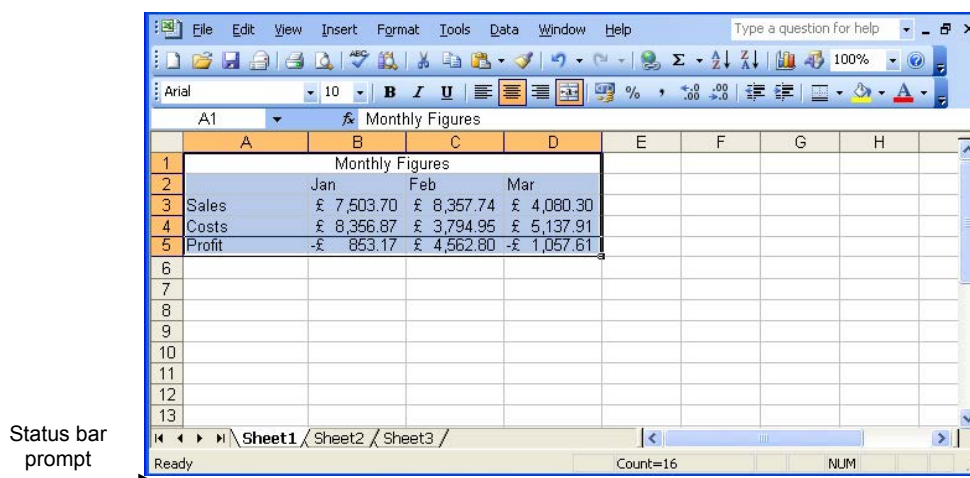 File Edit View Insert Format Tools Data Window Help Type a question for help
100%
Arial 10 B I U % ,
A1 fx Monthly Figures
A B C D E F G H
1 Monthly Figures
2 Jan Feb Mar
3 Sales £ 7,503.70 £ 8,357.74 £ 4,080.30
4 Costs £ 8,356.87 £ 3,794.95 £ 5,137.91
5 Profit -£ 853.17 £ 4,562.80 -£ 1,057.61
6
7
8
9
10
11
12
13
Sheet1 Sheet2 Sheet3
Status bar
prompt
Ready Count=16 NUM